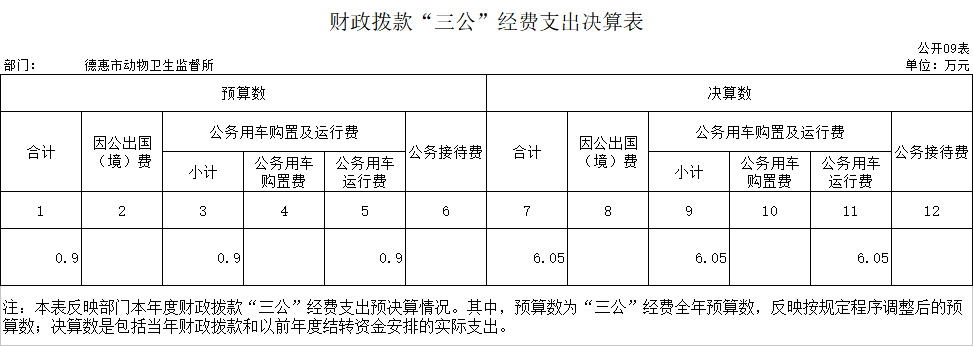 财政拨款“三公”经费支出决算表
公开09表
部门： 德惠市动物卫生监督所 单位：万元
预算数 决算数
合计 因公出国（境）费 公务用车购置及运行费 公务接待费 合计 因公出国（境）费 公务用车购置及运行费 公务接待费
小计 公务用车购置费 公务用车运行费 小计 公务用车购置费 公务用车运行费
1 2 3 4 5 6 7 8 9 10 11 12
0.9 0.9 0.9 6.05 6.05 6.05
注：本表反映部门本年度财政拨款“三公”经费支出预决算情况。其中，预算数为“三公”经费全年预算数，反映按规定程序调整后的预
算数；决算数是包括当年财政拨款和以前年度结转资金安排的实际支出。